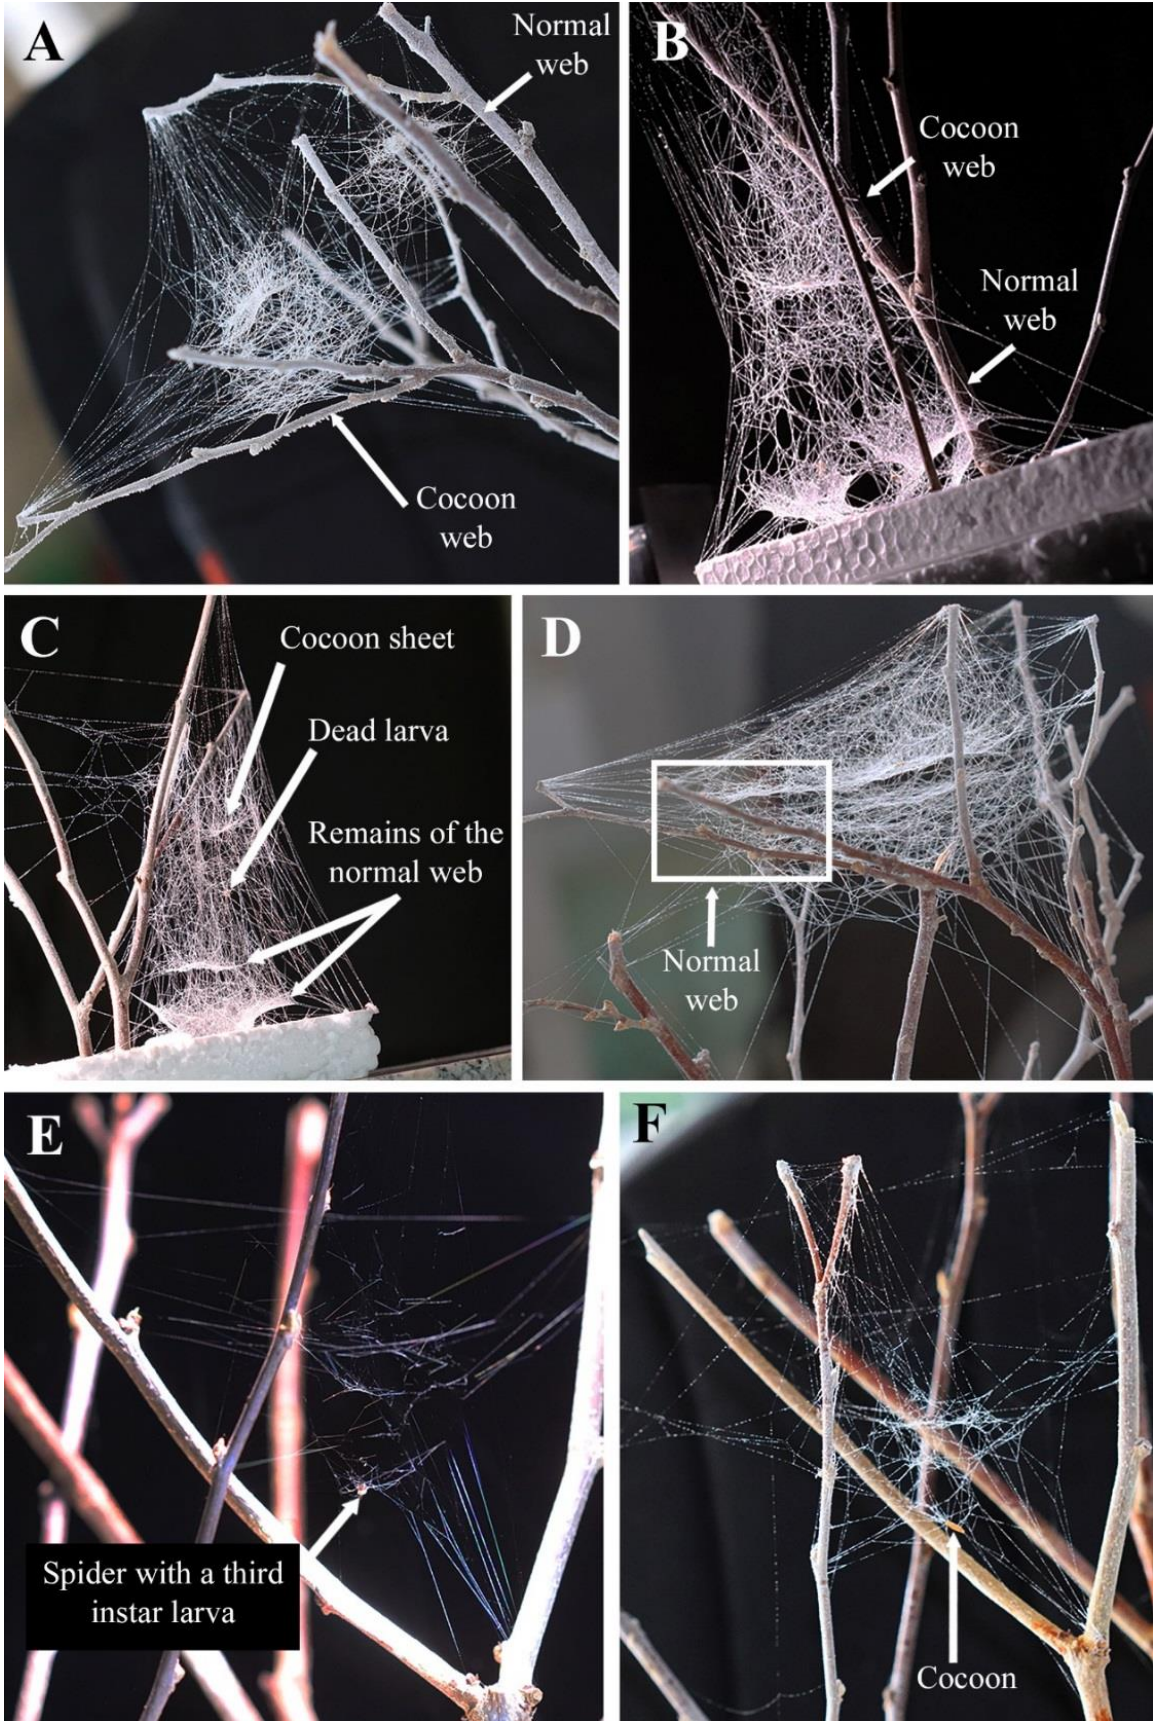 A
Normal
web
Cocoon
web
B
Cocoon
web
Normal
web
C
Cocoon sheet
Dead larva
Remains of the
normal web
D
Normal
web
E
Spider with a third
instar larva
F
Cocoon